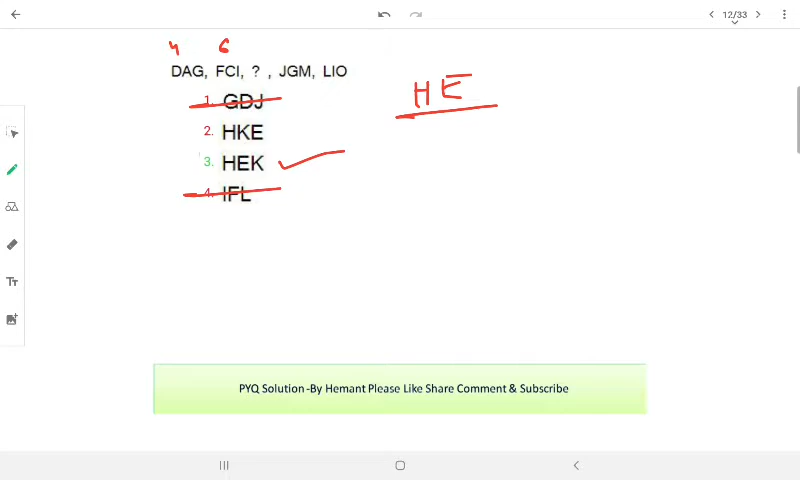 12/33
4 6
DAG, FCI, ? , JGM, LIO
1. GDJ
HE
2. HKE
3. HEK
4. IFL
Tт
PYQ Solution -By Hemant Please Like Share Comment & Subscribe